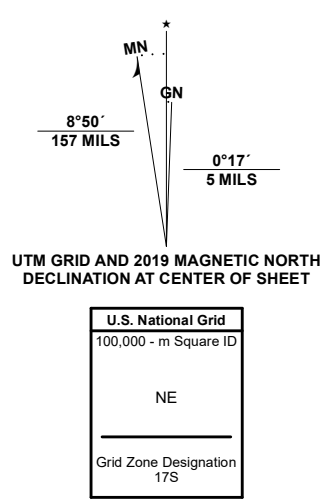 ★
MN
GN
8°50´
157 MILS
0°17´
5 MILS
UTM GRID AND 2019 MAGNETIC NORTH
DECLINATION AT CENTER OF SHEET
U.S. National Grid
100,000 - m Square ID
NE
Grid Zone Designation
17S